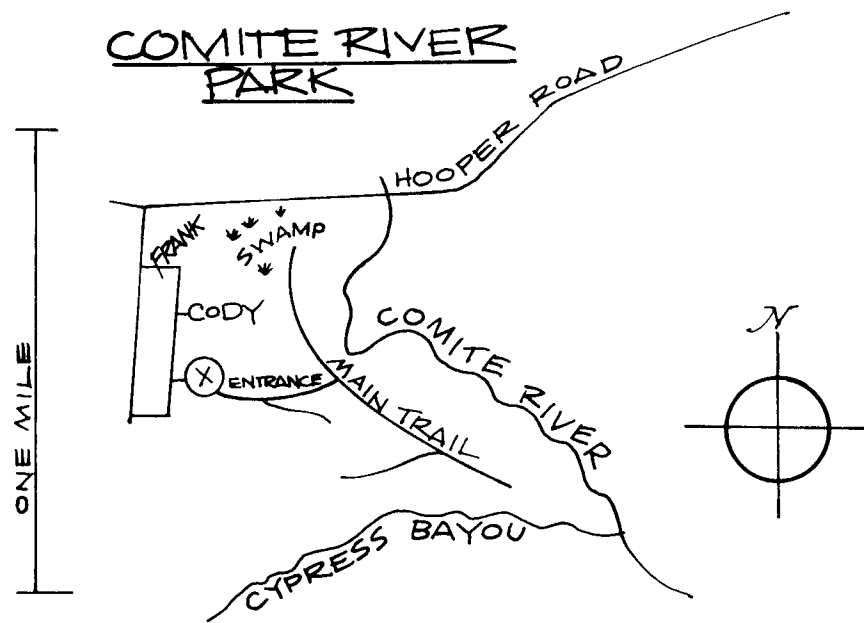 COMITE RIVER
PARK
HOOPER ROAD
FRANK
SWAMP
CODY
COMITE RIVER
N
X ENTRANCE
MAIN TRAIL
ONE MILE
CYPRESS BAYOU